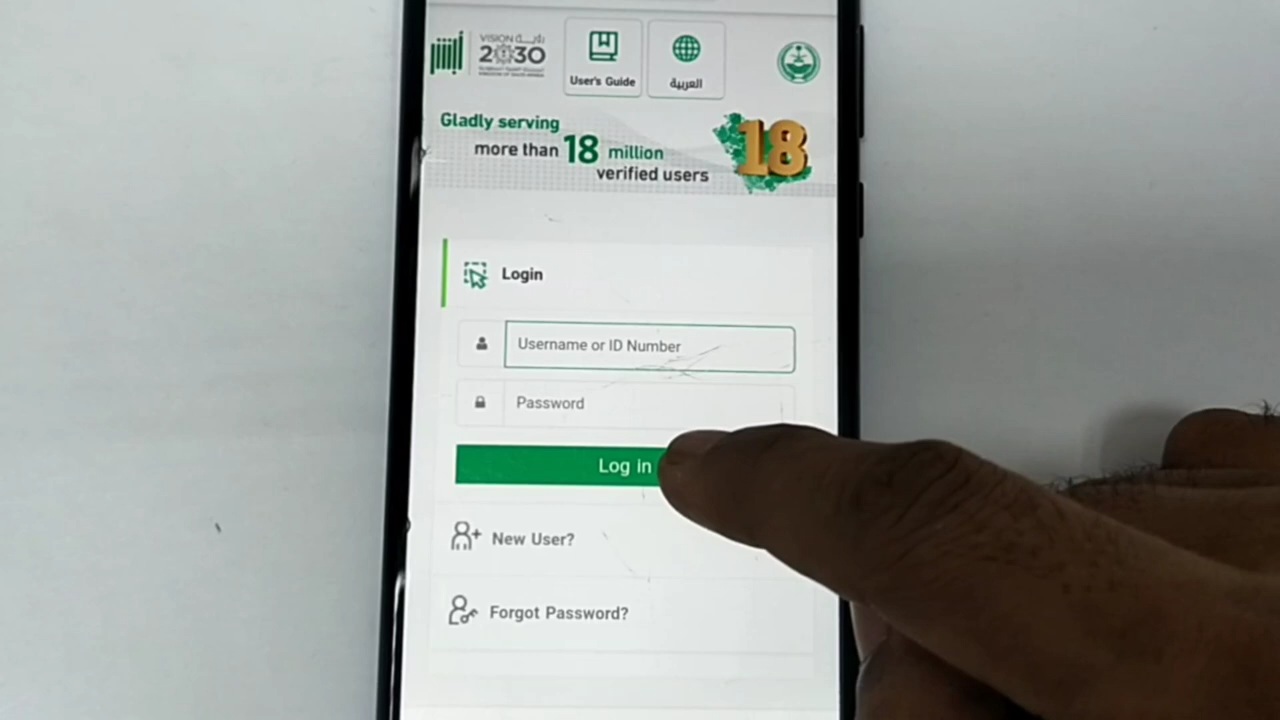 أبشر
VISION رؤية
2030
KINGDOM OF SAUDI ARABIA
User's Guide
العربية
Gladly serving
more than 18 million
verified users
18
Login
Username or ID Number
Password
Log in
New User?
Forgot Password?